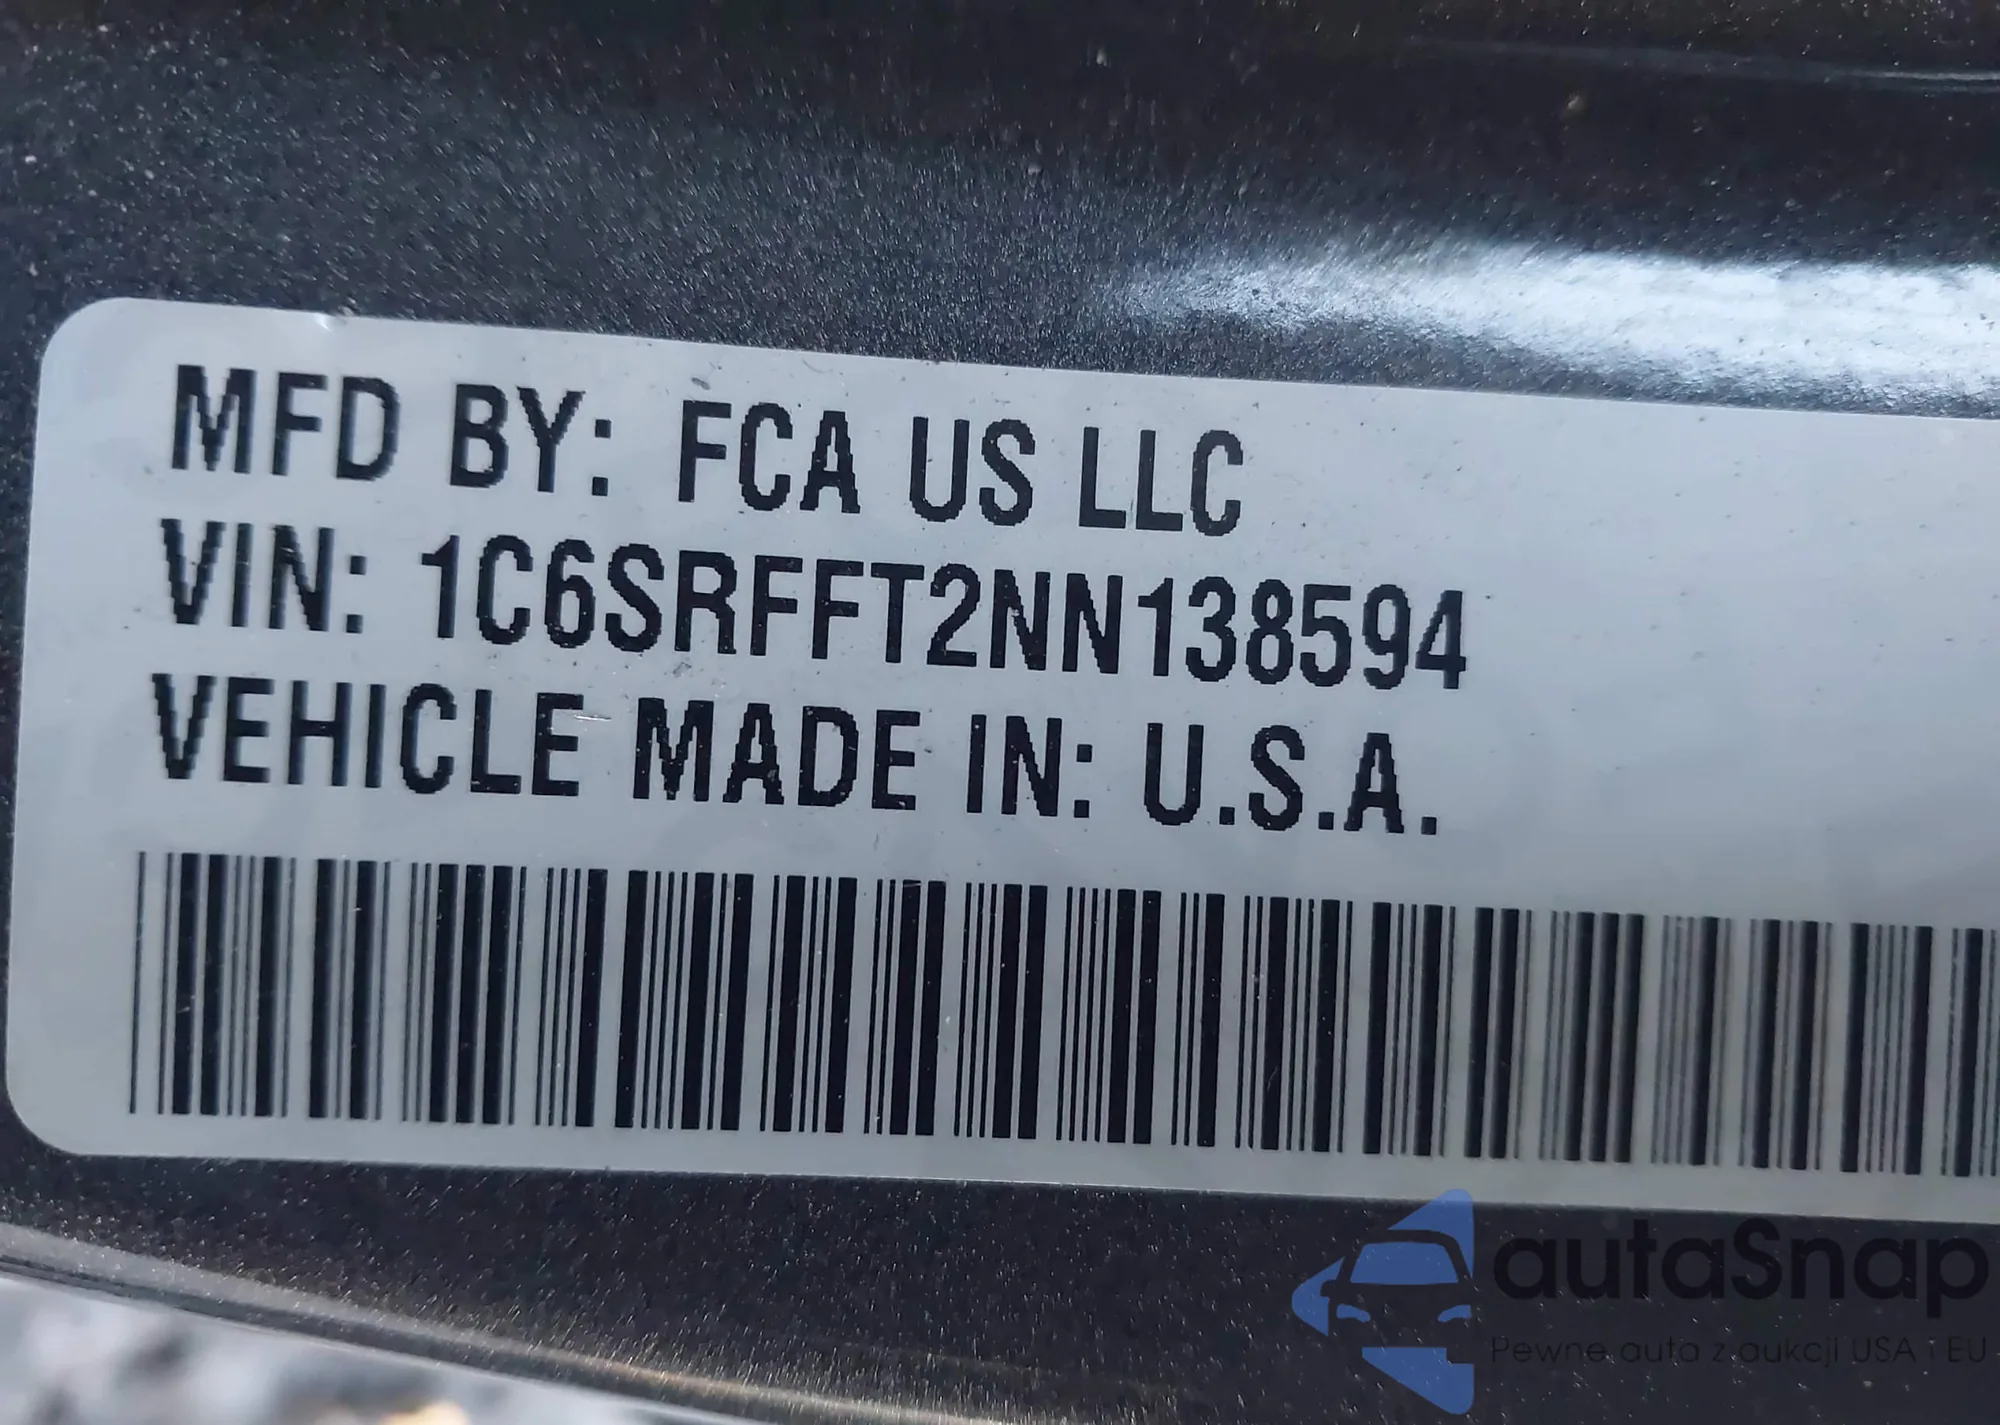 MFD BY: FCA US LLC
VIN: 1C6SRFFT2NN138594
VEHICLE MADE IN: U.S.A.
autaSnap
Pewne auta z aukcji USA i EU